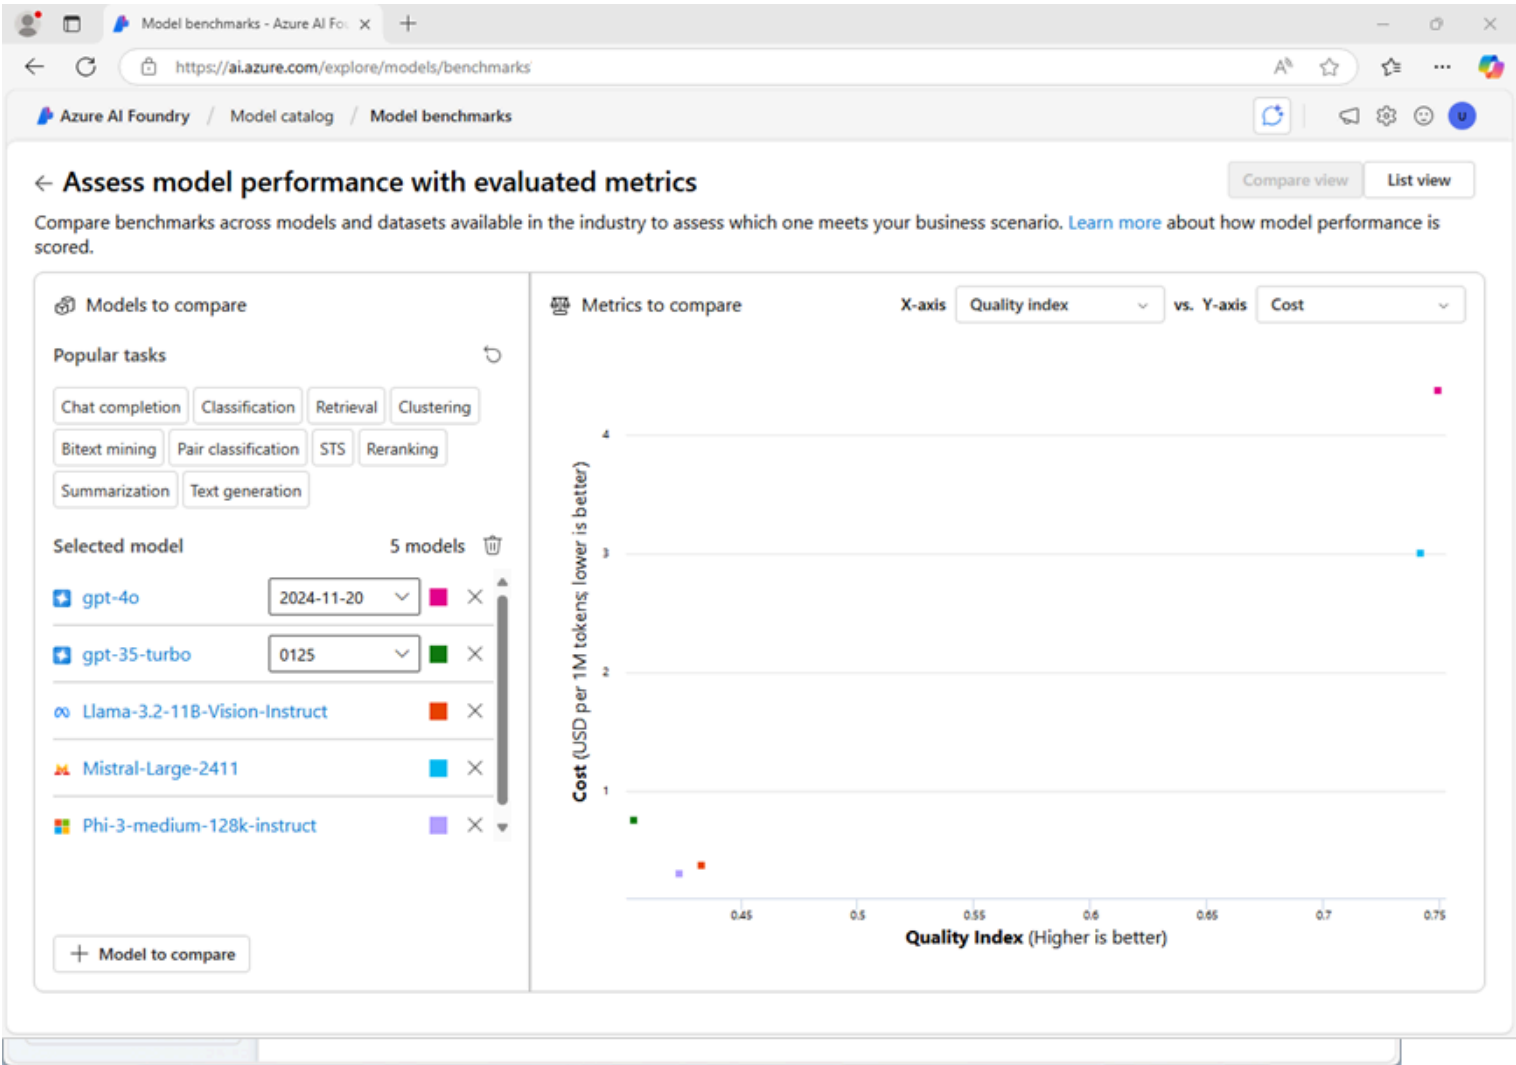 Model benchmarks - Azure AI Fo
https://ai.azure.com/explore/models/benchmarks
Azure AI Foundry / Model catalog / Model benchmarks
U
Assess model performance with evaluated metrics
Compare view
List view
Compare benchmarks across models and datasets available in the industry to assess which one meets your business scenario. Learn more about how model performance is
scored.
Models to compare
Popular tasks
Chat completion
Classification
Retrieval
Clustering
Bitext mining
Pair classification
STS
Reranking
Summarization
Text generation
Selected model
5 models
gpt-4o
2024-11-20
gpt-35-turbo
0125
Llama-3.2-11B-Vision-Instruct
Mistral-Large-2411
Phi-3-medium-128k-instruct
+ Model to compare
Metrics to compare
X-axis
Quality index
vs. Y-axis
Cost
Cost (USD per 1M tokens; lower is better)
4
3
2
1
0.45
0.5
0.55
0.6
0.65
0.7
0.75
Quality Index (Higher is better)